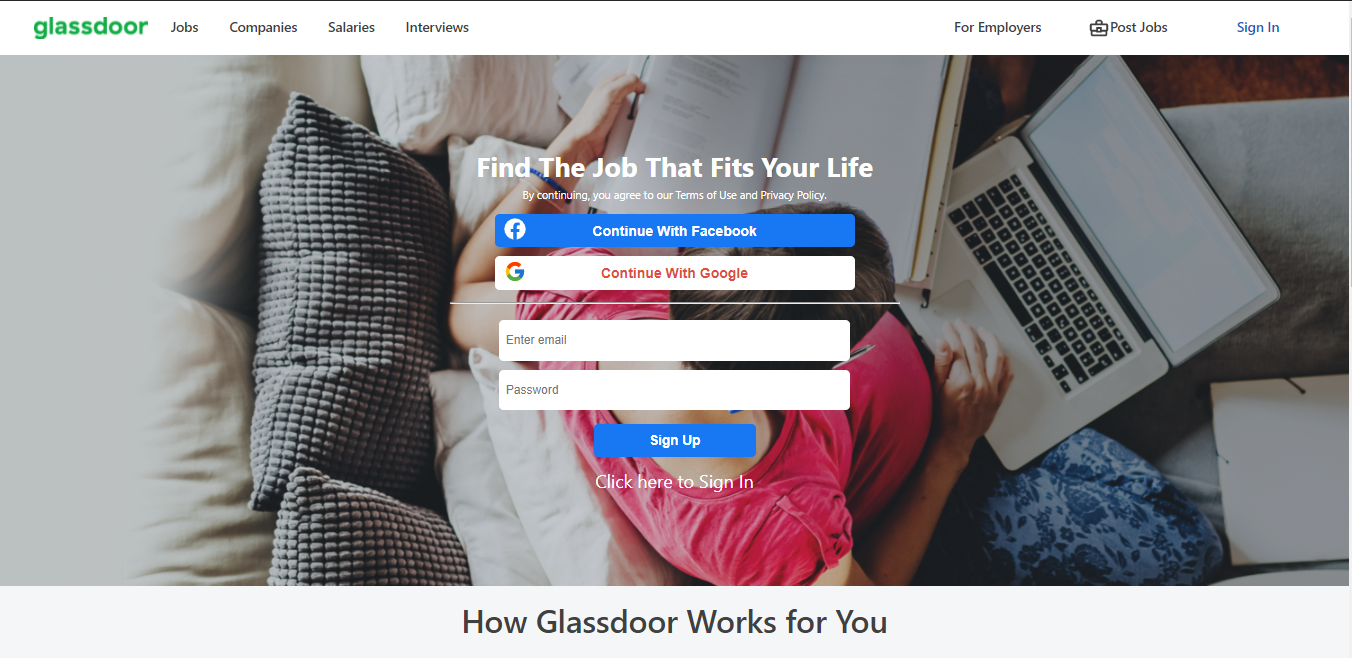 glassdoor Jobs Companies Salaries Interviews For Employers Post Jobs Sign In
Find The Job That Fits Your Life
By continuing, you agree to our Terms of Use and Privacy Policy.
Continue With Facebook
Continue With Google
Enter email
Password
Sign Up
Click here to Sign In
How Glassdoor Works for You